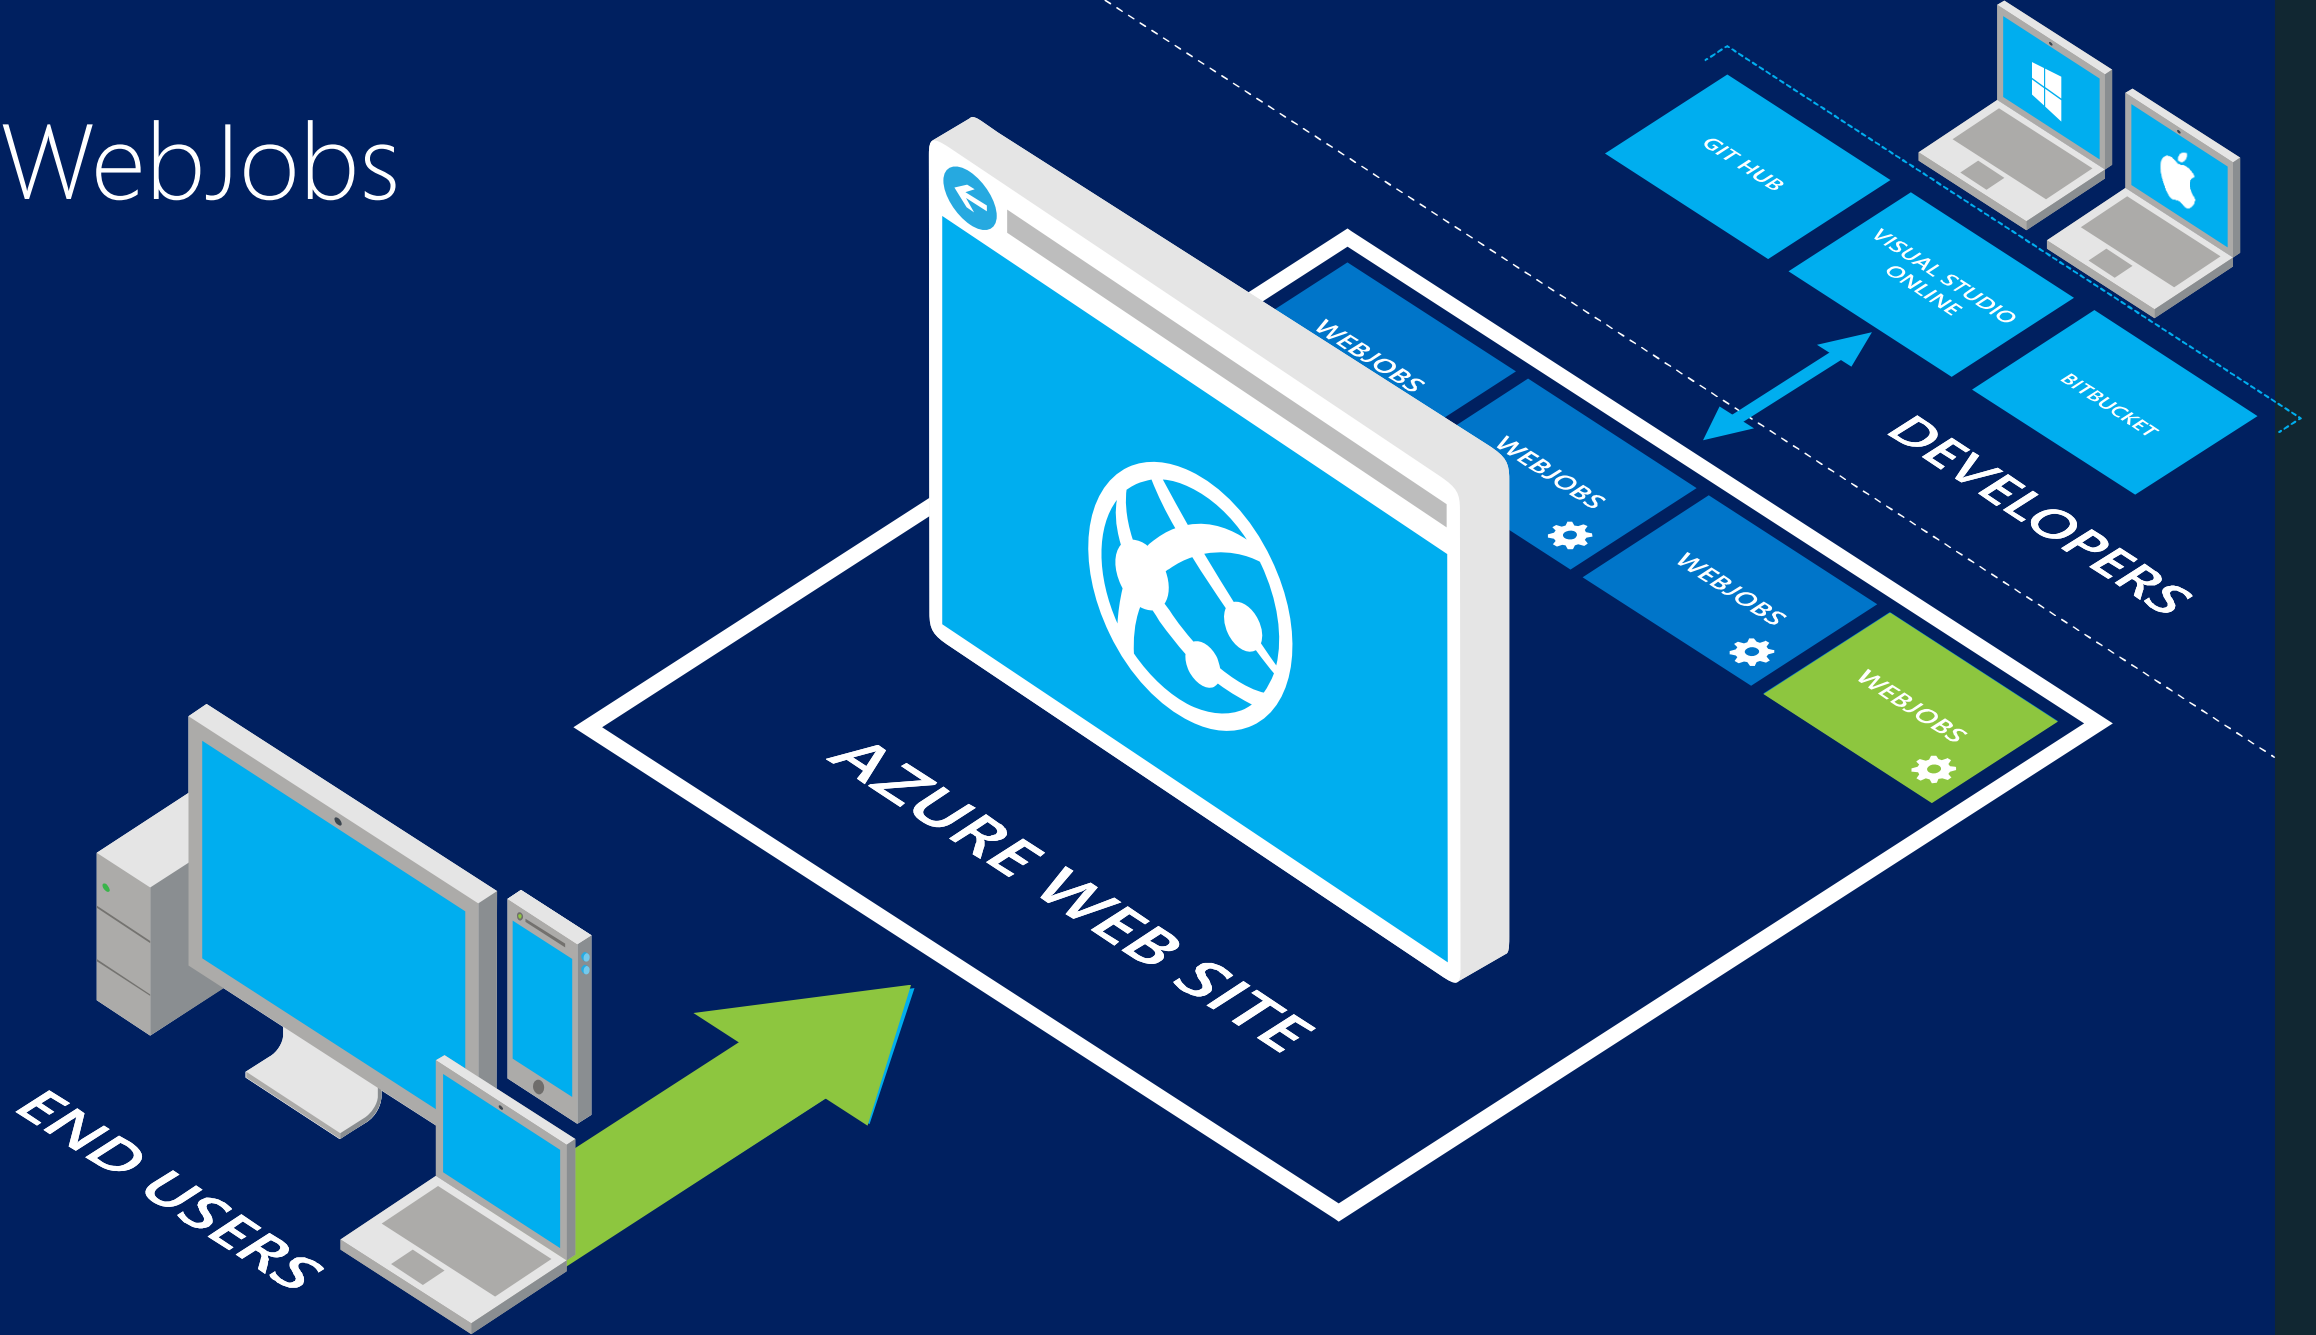 WebJobs
GIT HUB
VISUAL STUDIO
ONLINE
BITBUCKET
DEVELOPERS
WEBJOBS
WEBJOBS
WEBJOBS
WEBJOBS
AZURE WEB SITE
END USERS